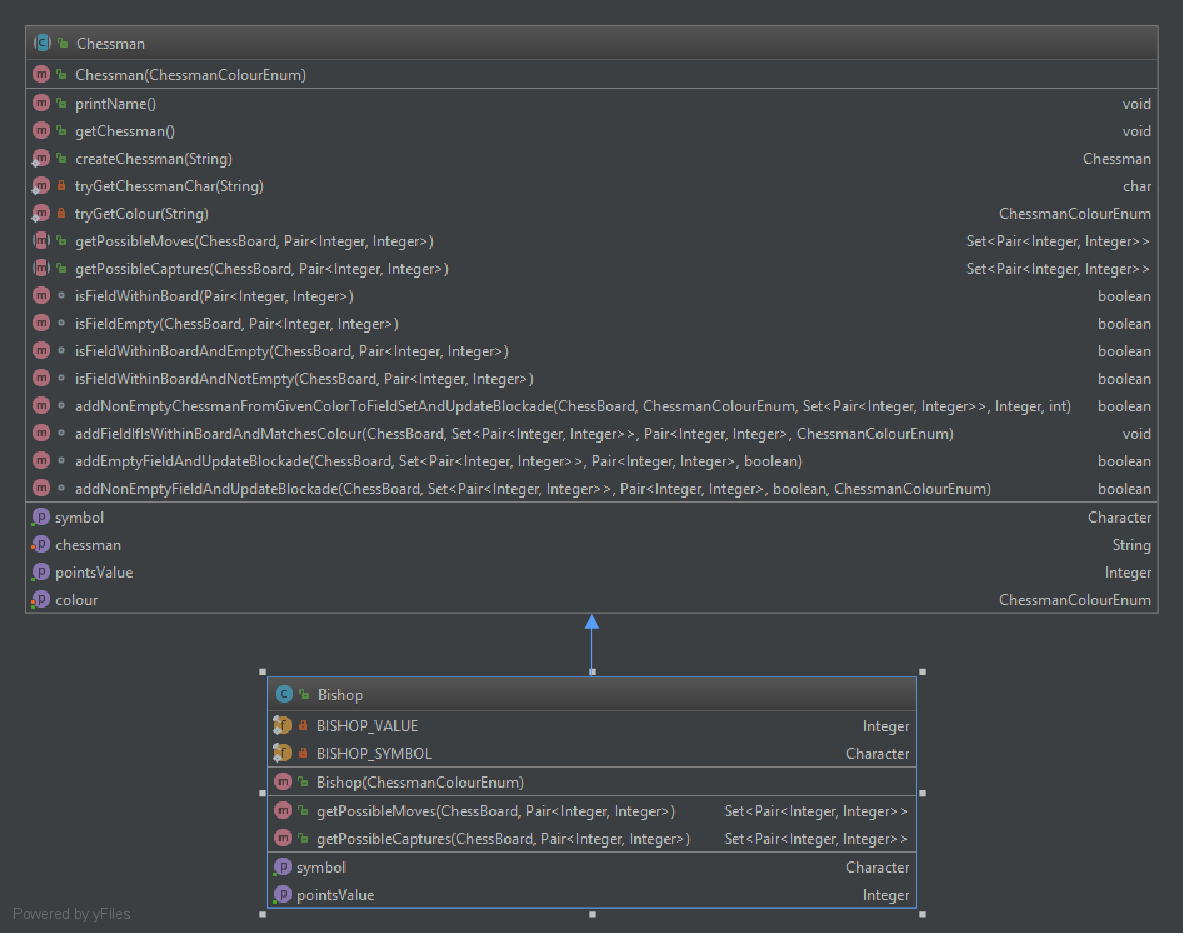 Chessman
Chessman(ChessmanColourEnum)
printName() void
getChessman() void
createChessman(String) Chessman
tryGetChessmanChar(String) char
tryGetColour(String) ChessmanColourEnum
getPossibleMoves(ChessBoard, Pair<Integer, Integer>) Set<Pair<Integer, Integer>>
getPossibleCaptures(ChessBoard, Pair<Integer, Integer>) Set<Pair<Integer, Integer>>
isFieldWithinBoard(Pair<Integer, Integer>) boolean
isFieldEmpty(ChessBoard, Pair<Integer, Integer>) boolean
isFieldWithinBoardAndEmpty(ChessBoard, Pair<Integer, Integer>) boolean
isFieldWithinBoardAndNotEmpty(ChessBoard, Pair<Integer, Integer>) boolean
addNonEmptyChessmanFromGivenColorToFieldSetAndUpdateBlockade(ChessBoard, ChessmanColourEnum, Set<Pair<Integer, Integer>>, Integer, int) boolean
addFieldIfIsWithinBoardAndMatchesColour(ChessBoard, Set<Pair<Integer, Integer>>, Pair<Integer, Integer>, ChessmanColourEnum) void
addEmptyFieldAndUpdateBlockade(ChessBoard, Set<Pair<Integer, Integer>>, Pair<Integer, Integer>, boolean) boolean
addNonEmptyFieldAndUpdateBlockade(ChessBoard, Set<Pair<Integer, Integer>>, Pair<Integer, Integer>, boolean, ChessmanColourEnum) boolean
symbol Character
chessman String
pointsValue Integer
colour ChessmanColourEnum
Bishop
BISHOP_VALUE Integer
BISHOP_SYMBOL Character
Bishop(ChessmanColourEnum)
getPossibleMoves(ChessBoard, Pair<Integer, Integer>) Set<Pair<Integer, Integer>>
getPossibleCaptures(ChessBoard, Pair<Integer, Integer>) Set<Pair<Integer, Integer>>
symbol Character
pointsValue Integer
Powered by yFiles